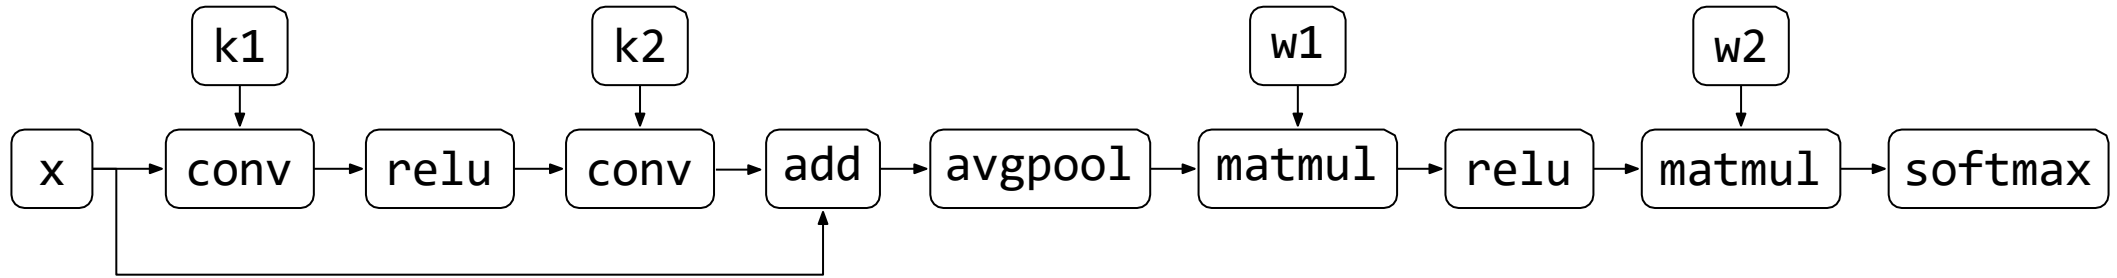 k1
k2
w1
w2
x
conv
relu
conv
add
avgpool
matmul
relu
matmul
softmax